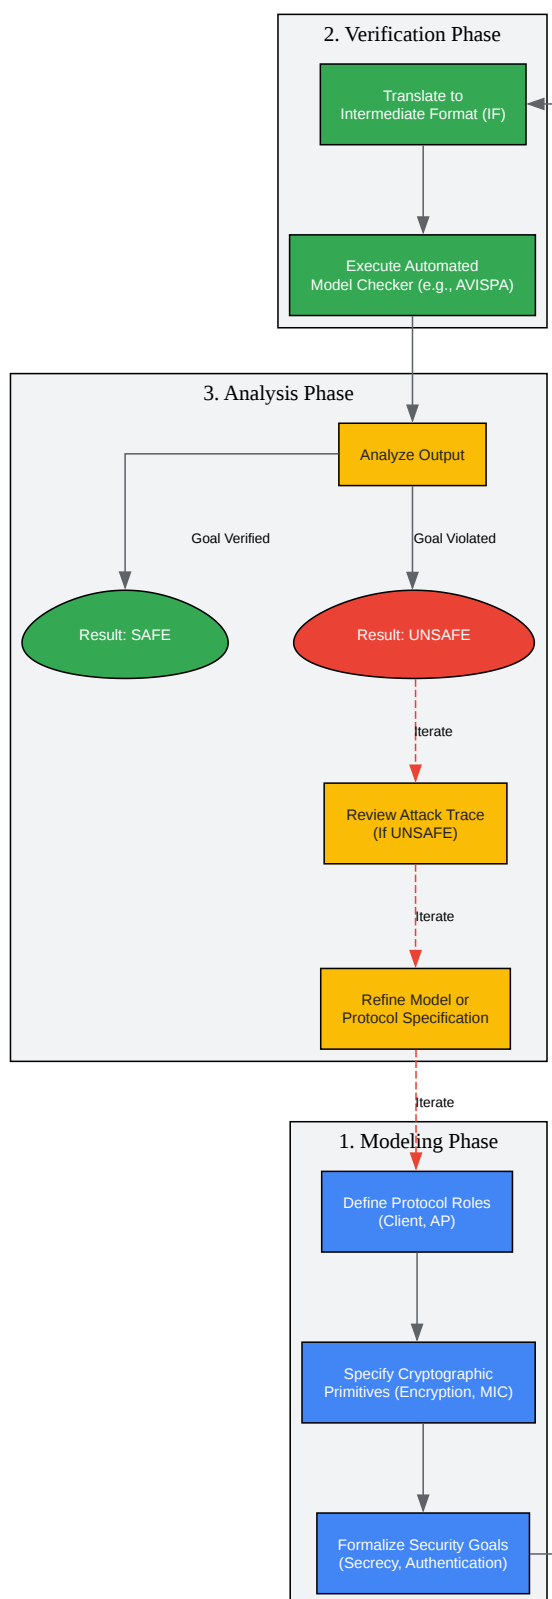 2. Verification Phase
Translate to
Intermediate Format (IF)
Execute Automated
Model Checker (e.g., AVISPA)
3. Analysis Phase
Analyze Output
Goal Verified
Goal Violated
Result: SAFE
Result: UNSAFE
Iterate
Review Attack Trace
(If UNSAFE)
Iterate
Refine Model or
Protocol Specification
Iterate
1. Modeling Phase
Define Protocol Roles
(Client, AP)
Specify Cryptographic
Primitives (Encryption, MIC)
Formalize Security Goals
(Secrecy, Authentication)